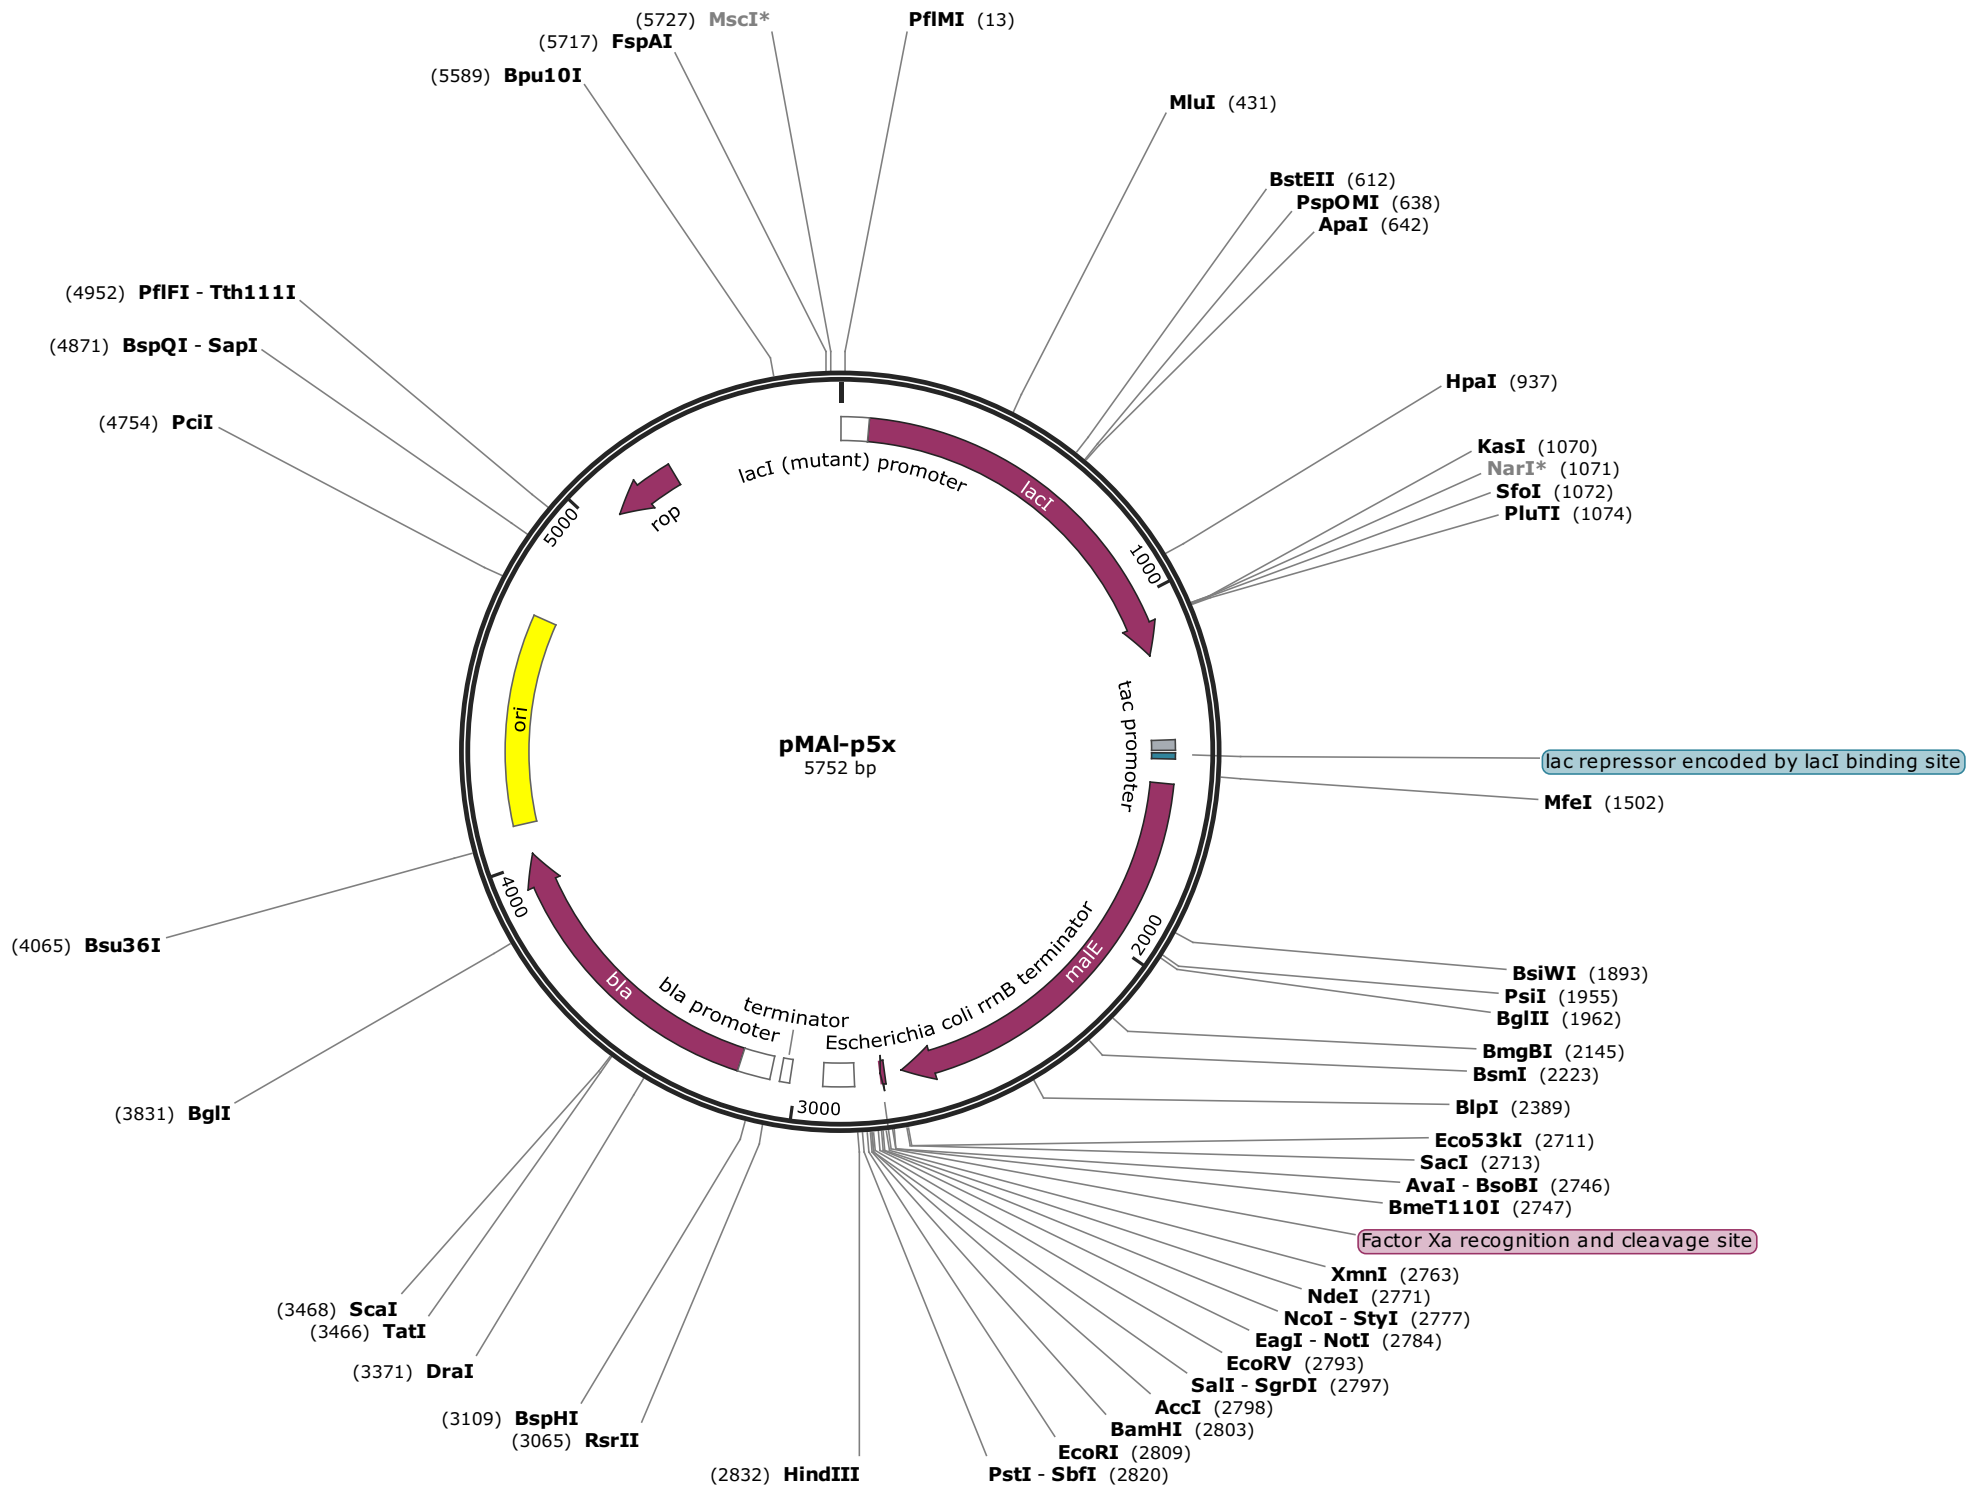 (5727) MscI*
PflMI (13)
(5717) FspAI
(5589) Bpu10I
MluI (431)
BstEII (612)
PspOMI (638)
ApaI (642)
(4952) PflFI - Tth111I
(4871) BspQI - SapI
HpaI (937)
(4754) PciI
KasI (1070)
NarI* (1071)
SfoI (1072)
PluTI (1074)
lacI (mutant) promoter
lacI
rop
5000
1000
tac promoter
ori
pMAl-p5x
5752 bp
lac repressor encoded by lacI binding site
MfeI (1502)
4000
2000
malE
Escherichia coli rrnB terminator
bla
bla promoter
terminator
3000
(4065) Bsu36I
BsiWI (1893)
PsiI (1955)
BglII (1962)
BmgBI (2145)
BsmI (2223)
(3831) BglI
BlpI (2389)
Eco53kI (2711)
SacI (2713)
AvaI - BsoBI (2746)
BmeT110I (2747)
Factor Xa recognition and cleavage site
XmnI (2763)
NdeI (2771)
NcoI - StyI (2777)
EagI - NotI (2784)
EcoRV (2793)
SalI - SgrDI (2797)
AccI (2798)
BamHI (2803)
EcoRI (2809)
PstI - SbfI (2820)
(3468) ScaI
(3466) TatI
(3371) DraI
(3109) BspHI
(3065) RsrII
(2832) HindIII